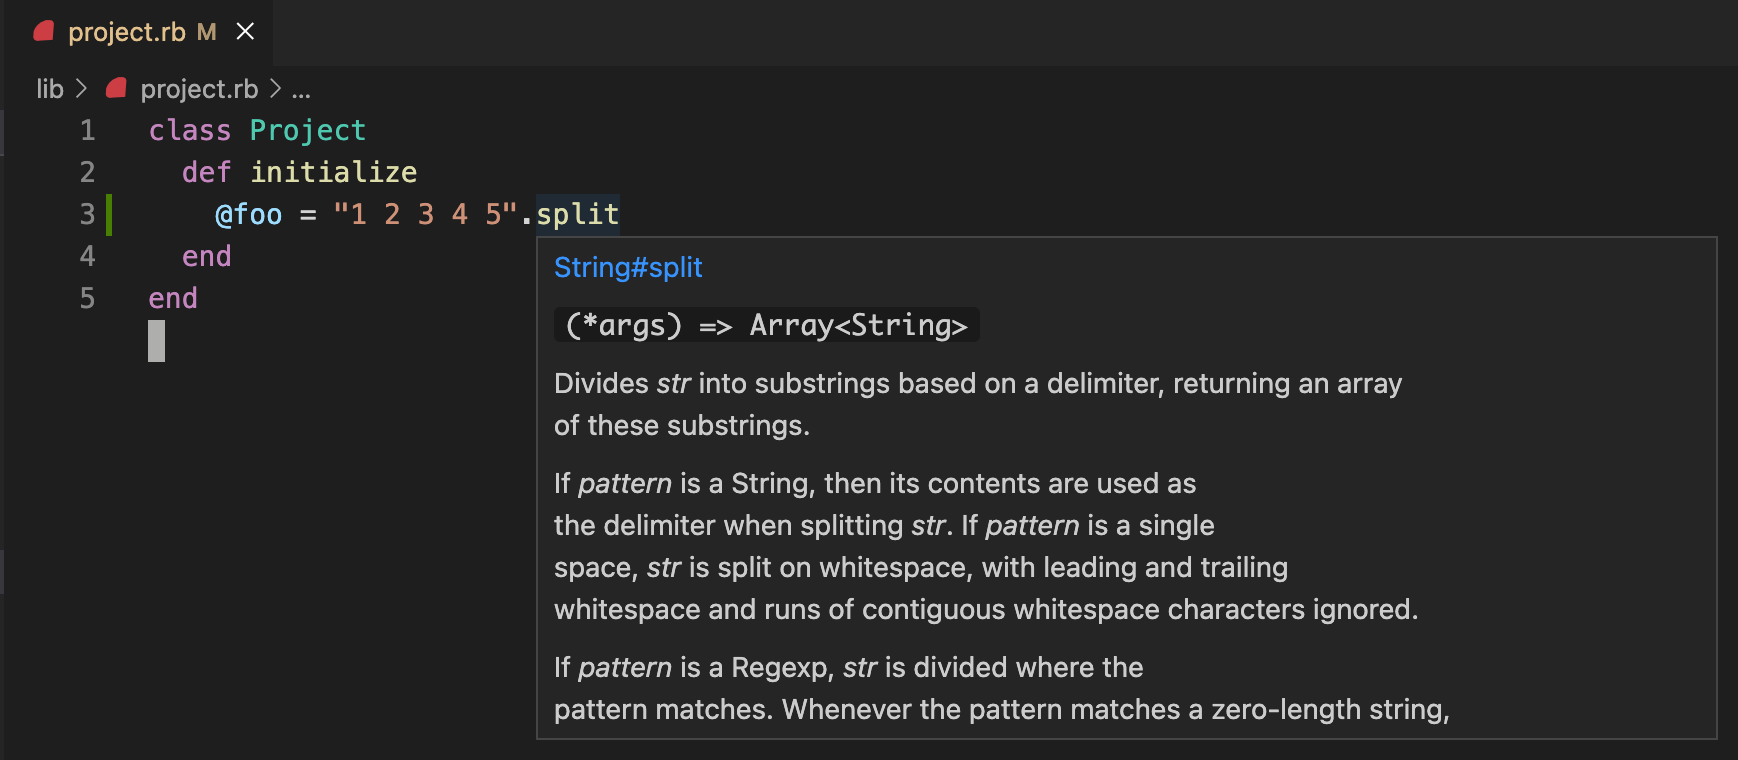 project.rb M
lib > project.rb > ...
1 class Project
2 def initialize
3 @foo = "1 2 3 4 5".split
4 end
5 end
String#split
(*args) => Array<String>
Divides str into substrings based on a delimiter, returning an array
of these substrings.
If pattern is a String, then its contents are used as
the delimiter when splitting str. If pattern is a single
space, str is split on whitespace, with leading and trailing
whitespace and runs of contiguous whitespace characters ignored.
If pattern is a Regexp, str is divided where the
pattern matches. Whenever the pattern matches a zero-length string,